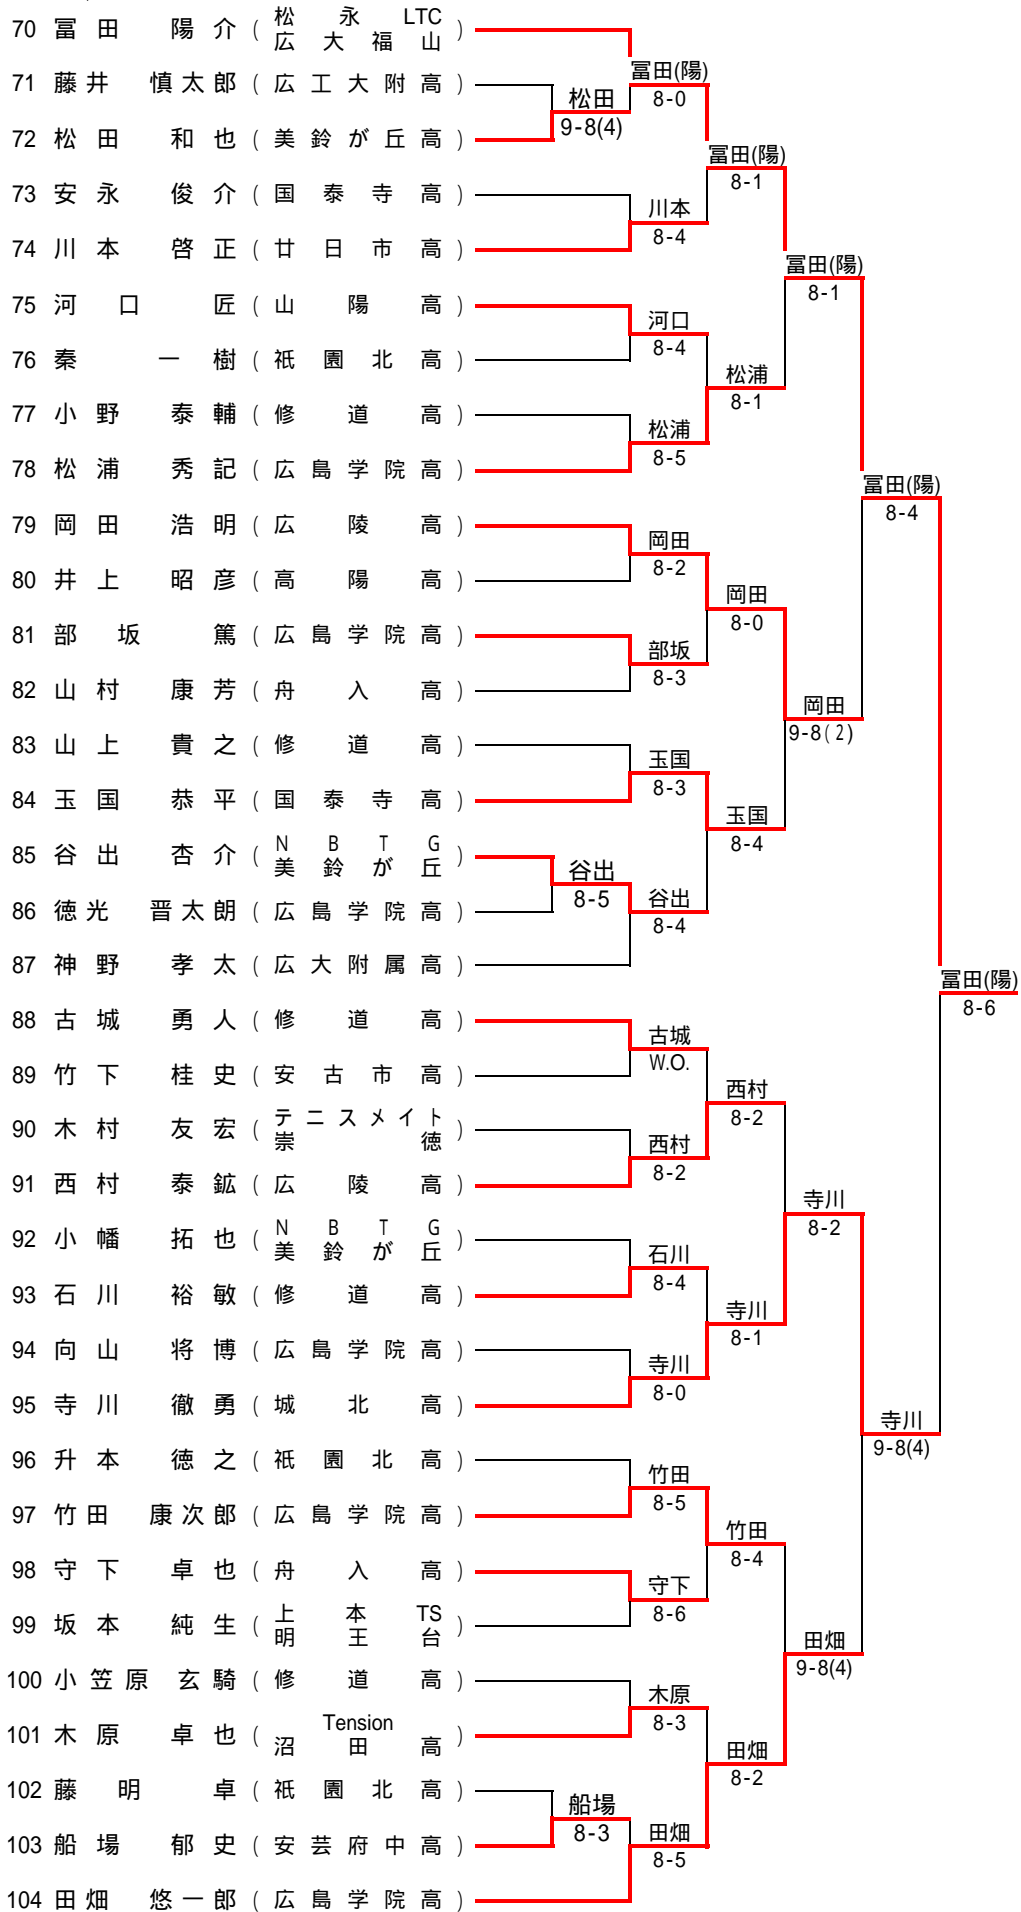 70 冨田 陽介 ( 松永LTC 広大福山 )
冨田(陽)
71 藤井 慎太郎 ( 広工大附高 )
松田
8-0
9-8(4)
72 松田 和也 ( 美鈴が丘高 )
冨田(陽)
8-1
73 安永 俊介 ( 国泰寺高 )
川本
8-4
74 川本 啓正 ( 廿日市高 )
冨田(陽)
8-1
75 河口 匠 ( 山陽高 )
河口
8-4
76 秦 一樹 ( 祇園北高 )
松浦
8-1
77 小野 泰輔 ( 修道高 )
松浦
8-5
78 松浦 秀記 ( 広島学院高 )
冨田(陽)
8-4
79 岡田 浩明 ( 広陵高 )
岡田
8-2
80 井上 昭彦 ( 高陽高 )
岡田
8-0
81 部坂 篤 ( 広島学院高 )
部坂
8-3
82 山村 康芳 ( 舟入高 )
岡田
9-8(2)
83 山上 貴之 ( 修道高 )
玉国
8-3
84 玉国 恭平 ( 国泰寺高 )
玉国
8-4
85 谷出 杏介 ( NBTG 美鈴が丘 )
谷出
8-5
谷出
8-4
86 徳光 晋太朗 ( 広島学院高 )
87 神野 孝太 ( 広大附属高 )
冨田(陽)
8-6
88 古城 勇人 ( 修道高 )
古城
W.O.
89 竹下 桂史 ( 安古市高 )
西村
8-2
90 木村 友宏 ( テニスメイト 崇徳 )
西村
8-2
91 西村 泰鉱 ( 広陵高 )
寺川
8-2
92 小幡 拓也 ( NBTG 美鈴が丘 )
石川
8-4
93 石川 裕敏 ( 修道高 )
寺川
8-1
94 向山 将博 ( 広島学院高 )
寺川
8-0
95 寺川 徹勇 ( 城北高 )
寺川
9-8(4)
96 升本 徳之 ( 祇園北高 )
竹田
8-5
97 竹田 康次郎 ( 広島学院高 )
竹田
8-4
98 守下 卓也 ( 舟入高 )
守下
8-6
99 坂本 純生 ( 上本TS 明王台 )
田畑
9-8(4)
100 小笠原 玄騎 ( 修道高 )
木原
8-3
101 木原 卓也 ( Tension 沼田高 )
田畑
8-2
102 藤明 卓 ( 祇園北高 )
船場
8-3
田畑
8-5
103 船場 郁史 ( 安芸府中高 )
104 田畑 悠一郎 ( 広島学院高 )